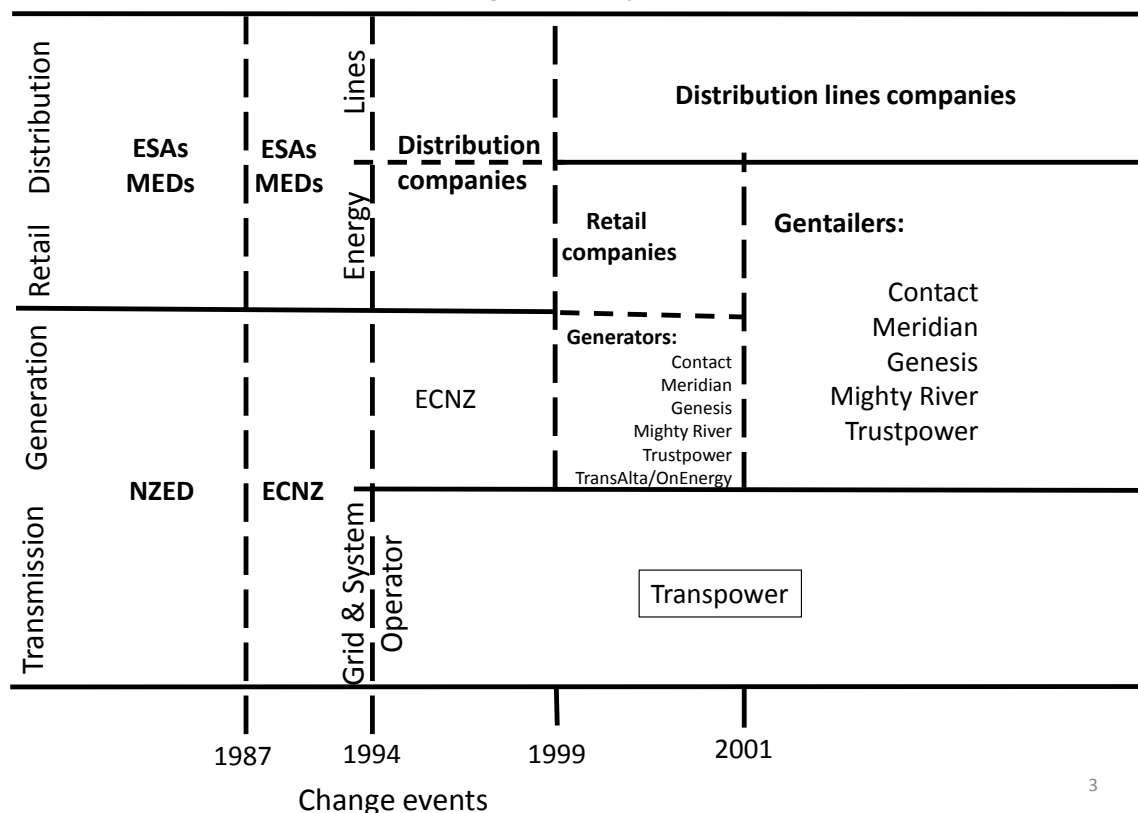 Distribution
Retail
Generation
Transmission
ESAs
MEDs
ESAs
MEDs
Lines
Energy
Distribution
companies
Distribution lines companies
Retail
companies
Gentailers:
Contact
Meridian
Genesis
Mighty River
Trustpower
NZED
ECNZ
ECNZ
Generators:
Contact
Meridian
Genesis
Mighty River
Trustpower
TransAlta/OnEnergy
Grid & System
Operator
Transpower
1987
1994
1999
2001
Change events
3